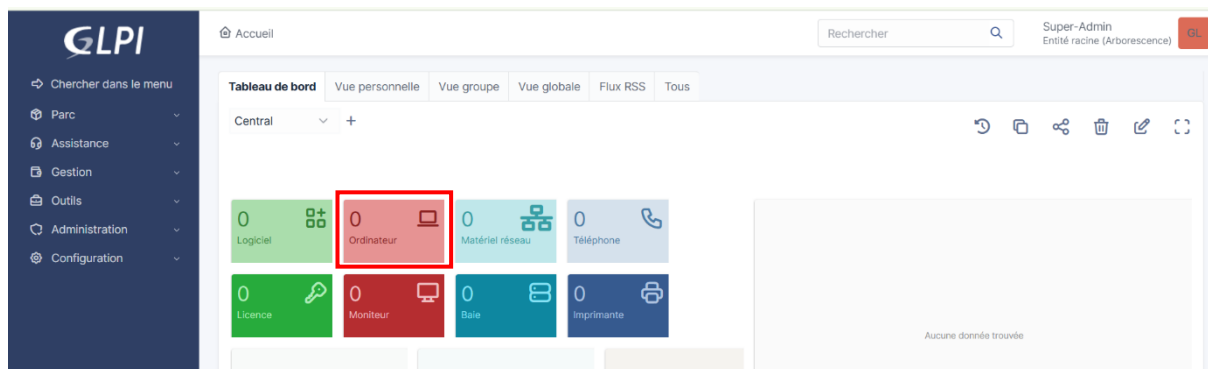 GLPI
Accueil
Rechercher
Super-Admin
Entité racine (Arborescence)
GL
Chercher dans le menu
Parc
Assistance
Gestion
Outils
Administration
Configuration
Tableau de bord Vue personnelle Vue groupe Vue globale Flux RSS Tous
Central +
0 0 0 0
Logiciel Ordinateur Matériel réseau Téléphone
0 0 0 0
Licence Moniteur Baie Imprimante
Aucune donnée trouvée